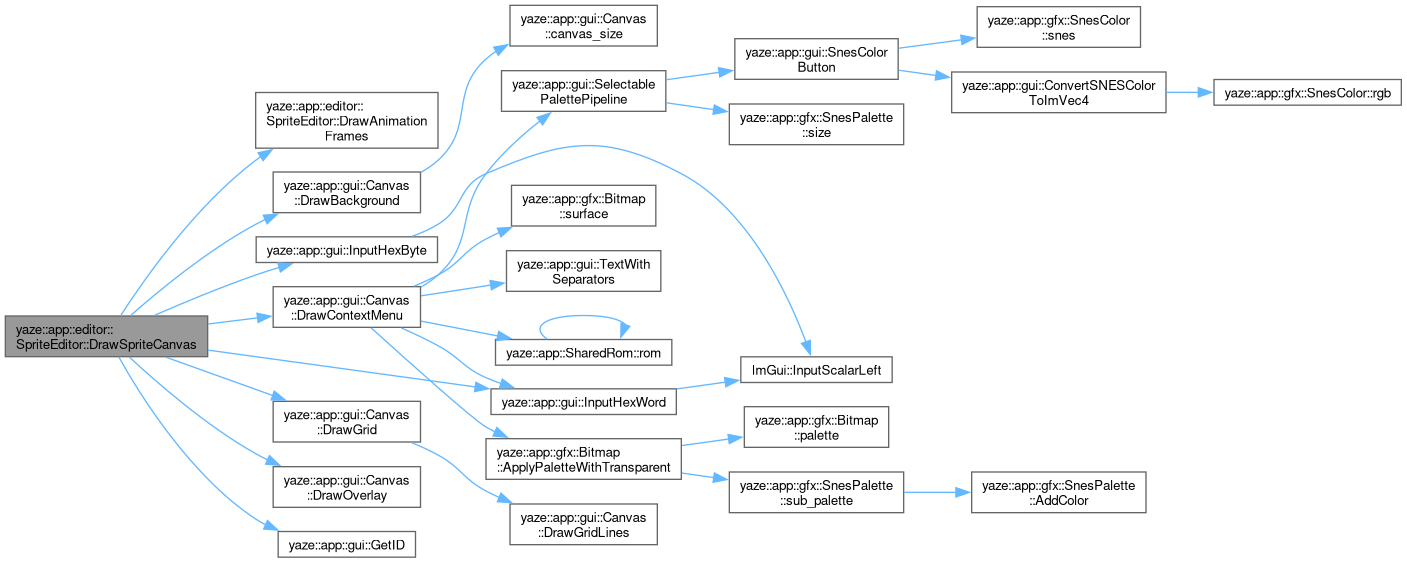 yaze::app::editor::
SpriteEditor::DrawSpriteCanvas
yaze::app::editor::
SpriteEditor::DrawAnimation
Frames
yaze::app::gui::Canvas
::DrawBackground
yaze::app::gui::InputHexByte
yaze::app::gui::Canvas
::DrawContextMenu
yaze::app::gui::Canvas
::DrawGrid
yaze::app::gui::Canvas
::DrawOverlay
yaze::app::gui::GetID
yaze::app::gui::Canvas
::canvas_size
yaze::app::gui::Selectable
PalettePipeline
yaze::app::gfx::Bitmap
::surface
yaze::app::gui::TextWith
Separators
yaze::app::SharedRom::rom
yaze::app::gui::InputHexWord
yaze::app::gfx::Bitmap
::ApplyPaletteWithTransparent
yaze::app::gui::Canvas
::DrawGridLines
yaze::app::gui::SnesColor
Button
yaze::app::gfx::SnesPalette
::size
ImGui::InputScalarLeft
yaze::app::gfx::Bitmap
::palette
yaze::app::gfx::SnesPalette
::sub_palette
yaze::app::gfx::SnesColor
::snes
yaze::app::gui::ConvertSNESColor
ToImVec4
yaze::app::gfx::SnesPalette
::AddColor
yaze::app::gfx::SnesColor::rgb